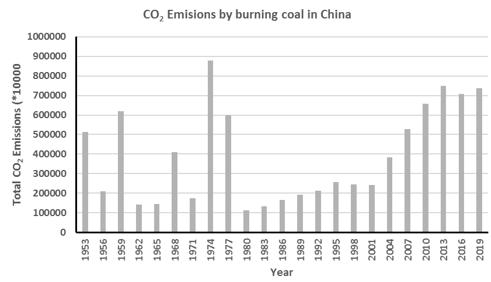 CO₂ Emisions by burning coal in China
Total CO₂ Emissions (*10000
1000000
900000
800000
700000
600000
500000
400000
300000
200000
100000
0
1953 1956 1959 1962 1965 1968 1971 1974 1977 1980 1983 1986 1989 1992 1995 1998 2001 2004 2007 2010 2013 2016 2019
Year